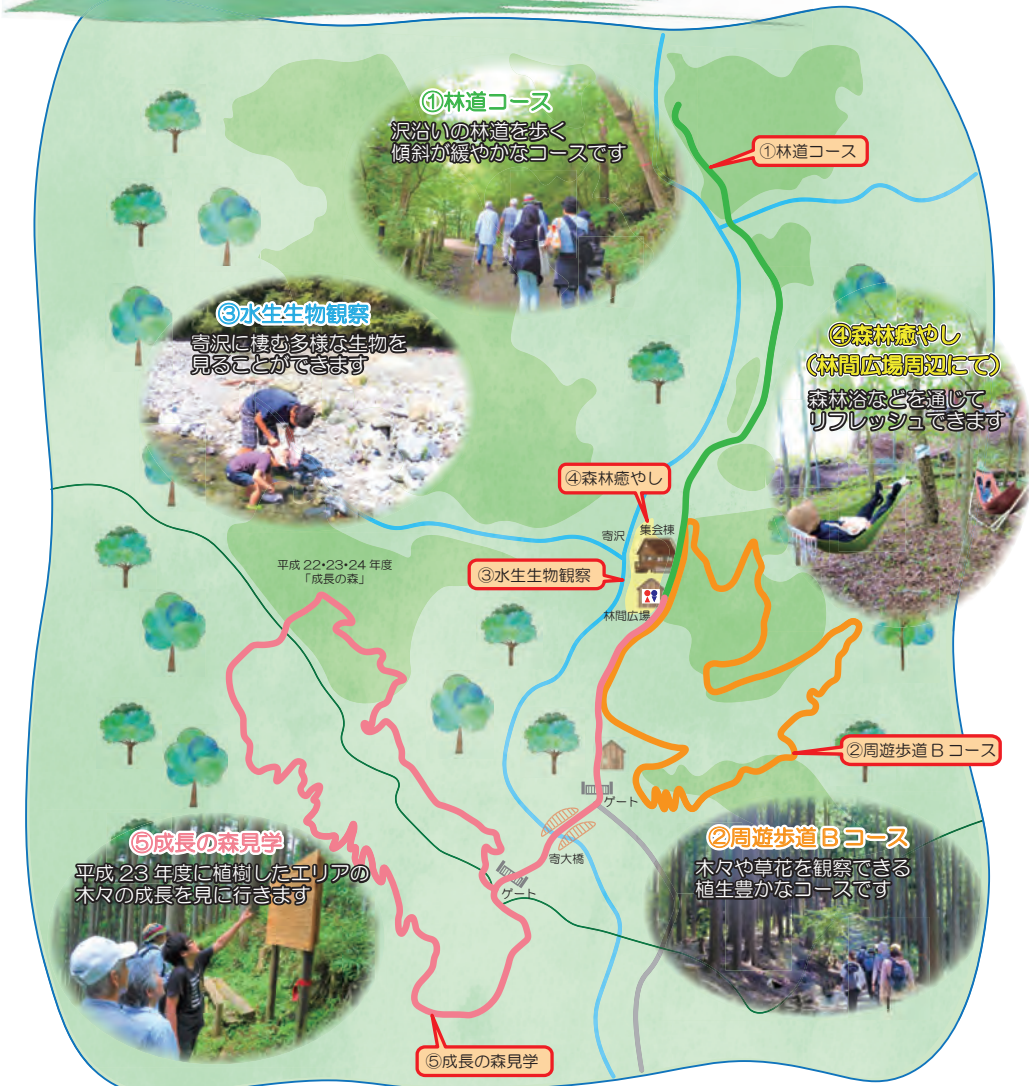 ①林道コース
沢沿いの林道を歩く
傾斜が緩やかなコースです
①林道コース
③水生生物観察
寄沢に棲む多様な生物を
見ることができます
④森林癒やし
(林間広場周辺にて)
森林浴などを通じて
リフレッシュできます
④森林癒やし
寄沢
集会棟
③水生生物観察
林間広場
平成 22・23・24 年度
「成長の森」
②周遊歩道 B コース
ゲート
寄大橋
ゲート
⑤成長の森見学
平成 23 年度に植樹したエリアの
木々の成長を見に行きます
②周遊歩道 B コース
木々や草花を観察できる
植生豊かなコースです
⑤成長の森見学